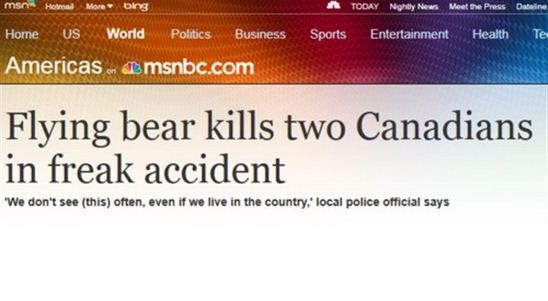 msn Hotmail More bing TODAY Nightly News Meet the Press Dateline
Home US World Politics Business Sports Entertainment Health Te
Americas on msnbc.com
Flying bear kills two Canadians
in freak accident
'We don't see (this) often, even if we live in the country,' local police official says